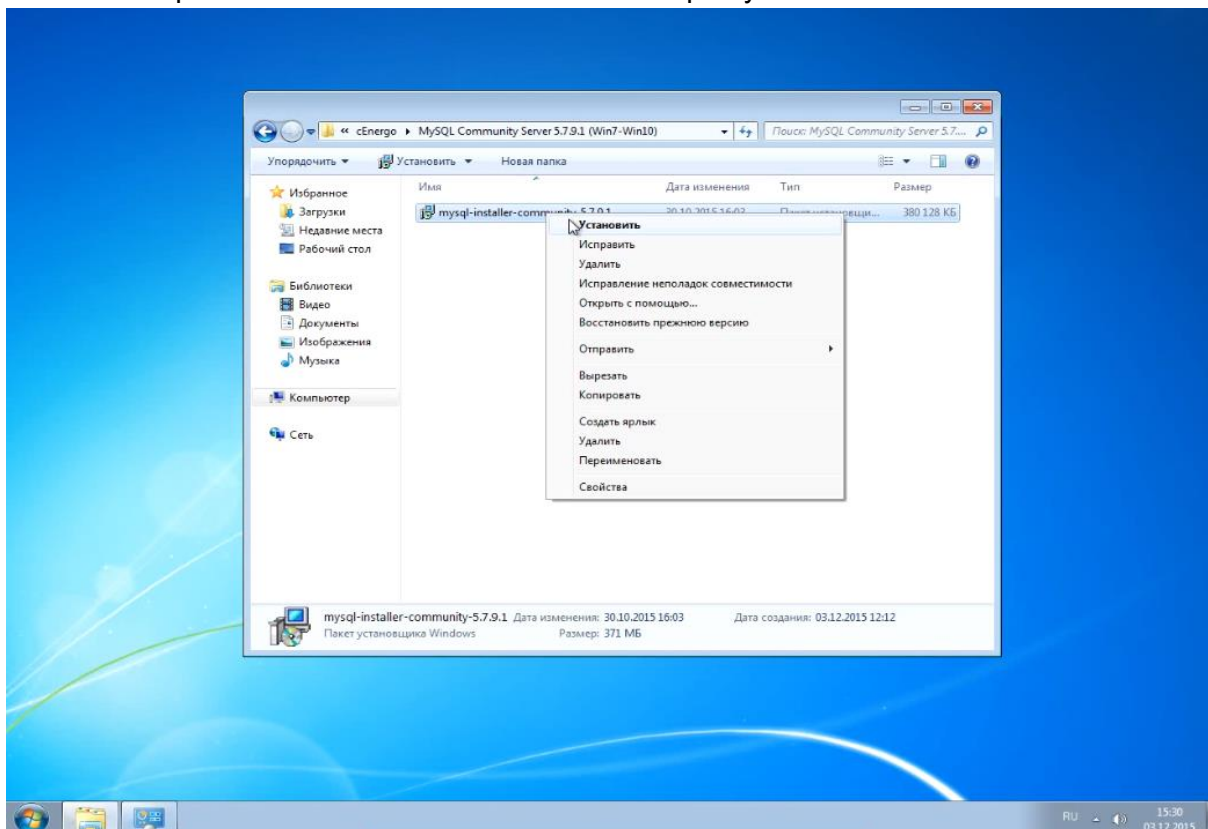 « cEnergo ▸ MySQL Community Server 5.7.9.1 (Win7-Win10)
Поиск: MySQL Community Server 5.7....
Упорядочить
Установить
Новая папка
Имя
Дата изменения
Тип
Размер
Избранное
Загрузки
Недавние места
Рабочий стол
Библиотеки
Видео
Документы
Изображения
Музыка
Компьютер
Сеть
mysql-installer-community-5.7.9.1
30.10.2015 16:03
380 128 КБ
Установить
Исправить
Удалить
Исправление неполадок совместимости
Открыть с помощью...
Восстановить прежнюю версию
Отправить
Вырезать
Копировать
Создать ярлык
Удалить
Переименовать
Свойства
mysql-installer-community-5.7.9.1 Дата изменения: 30.10.2015 16:03 Дата создания: 03.12.2015 12:12
Пакет установщика Windows Размер: 371 МБ
RU
15:30
03.12.2015